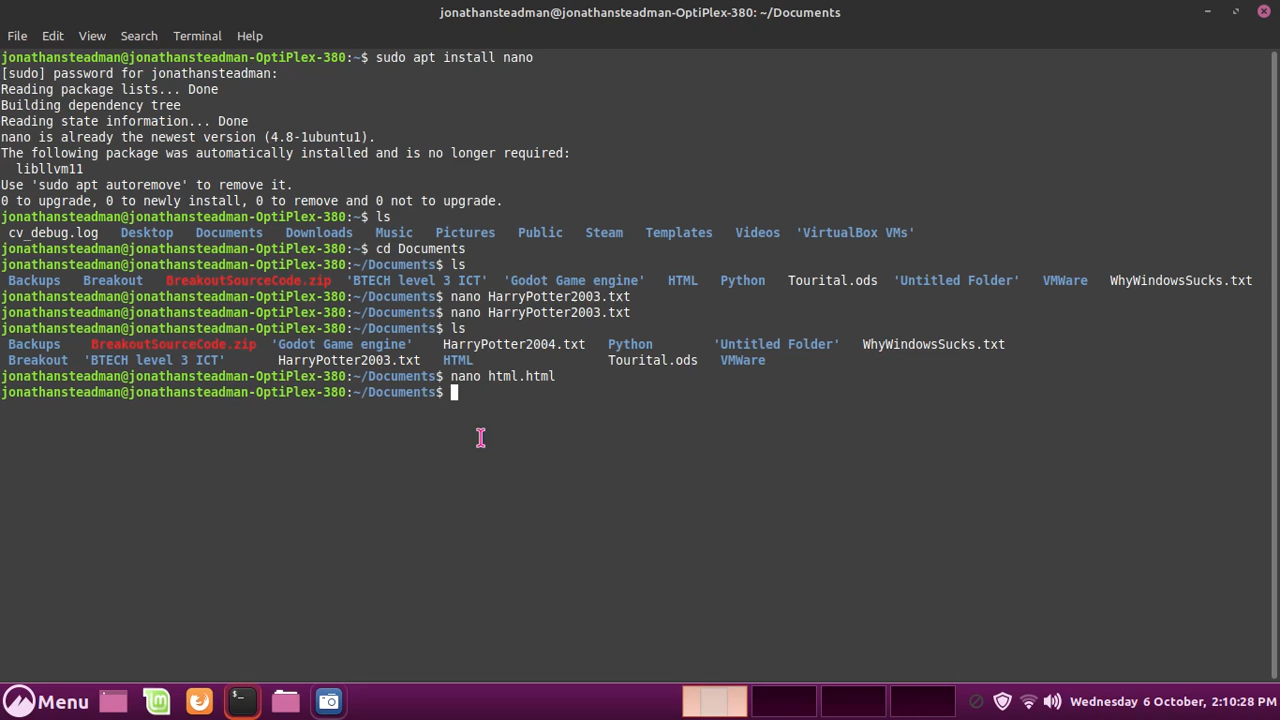 jonathansteadman@jonathansteadman-OptiPlex-380: ~/Documents
File Edit View Search Terminal Help
jonathansteadman@jonathansteadman-OptiPlex-380:~$ sudo apt install nano
[sudo] password for jonathansteadman:
Reading package lists... Done
Building dependency tree
Reading state information... Done
nano is already the newest version (4.8-1ubuntu1).
The following package was automatically installed and is no longer required:
  libllvm11
Use 'sudo apt autoremove' to remove it.
0 to upgrade, 0 to newly install, 0 to remove and 0 not to upgrade.
jonathansteadman@jonathansteadman-OptiPlex-380:~$ ls
 cv_debug.log   Desktop   Documents   Downloads   Music   Pictures   Public   Steam   Templates   Videos  'VirtualBox VMs'
jonathansteadman@jonathansteadman-OptiPlex-380:~$ cd Documents
jonathansteadman@jonathansteadman-OptiPlex-380:~/Documents$ ls
 Backups   Breakout   BreakoutSourceCode.zip  'BTECH level 3 ICT'  'Godot Game engine'   HTML   Python   Tourital.ods  'Untitled Folder'   VMWare   WhyWindowsSucks.txt
jonathansteadman@jonathansteadman-OptiPlex-380:~/Documents$ nano HarryPotter2003.txt
jonathansteadman@jonathansteadman-OptiPlex-380:~/Documents$ nano HarryPotter2003.txt
jonathansteadman@jonathansteadman-OptiPlex-380:~/Documents$ ls
 Backups    BreakoutSourceCode.zip  'Godot Game engine'    HarryPotter2004.txt   Python         'Untitled Folder'   WhyWindowsSucks.txt
 Breakout  'BTECH level 3 ICT'       HarryPotter2003.txt   HTML                  Tourital.ods   VMWare
jonathansteadman@jonathansteadman-OptiPlex-380:~/Documents$ nano html.html
jonathansteadman@jonathansteadman-OptiPlex-380:~/Documents$
Menu Wednesday 6 October, 2:10:28 PM